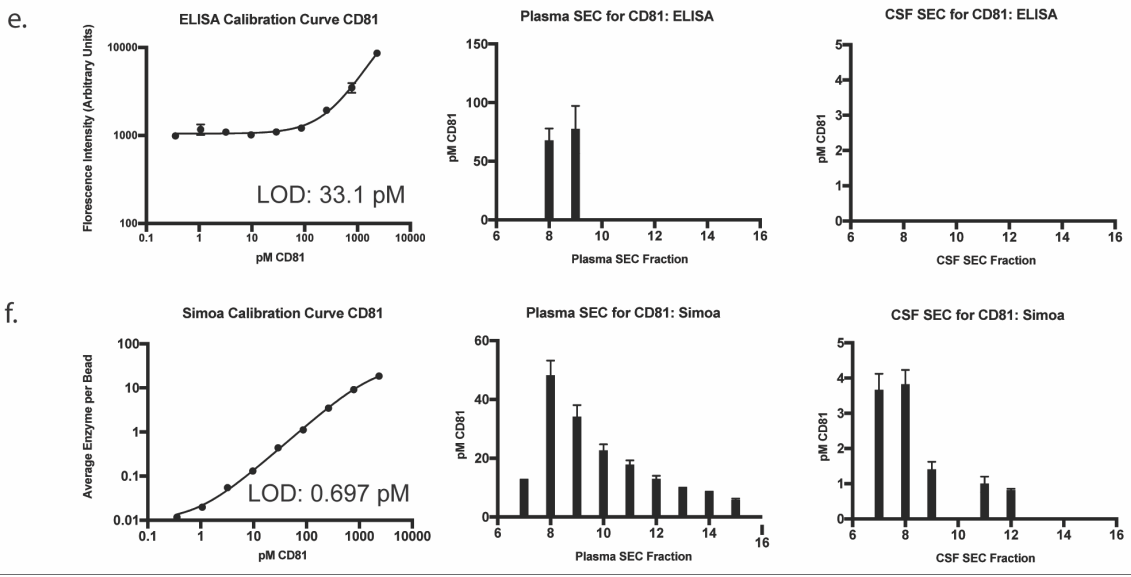 e.
ELISA Calibration Curve CD81
Florescence Intensity (Arbitrary Units)
10000
1000
100
0.1 1 10 100 1000 10000
pM CD81
LOD: 33.1 pM
Plasma SEC for CD81: ELISA
pM CD81
150
100
50
0
6 8 10 12 14 16
Plasma SEC Fraction
CSF SEC for CD81: ELISA
pM CD81
5
4
3
2
1
0
6 8 10 12 14 16
CSF SEC Fraction
f.
Simoa Calibration Curve CD81
Average Enzyme per Bead
100
10
1
0.1
0.01
0.1 1 10 100 1000 10000
pM CD81
LOD: 0.697 pM
Plasma SEC for CD81: Simoa
pM CD81
60
40
20
0
6 8 10 12 14 16
Plasma SEC Fraction
CSF SEC for CD81: Simoa
pM CD81
5
4
3
2
1
0
6 8 10 12 14 16
CSF SEC Fraction